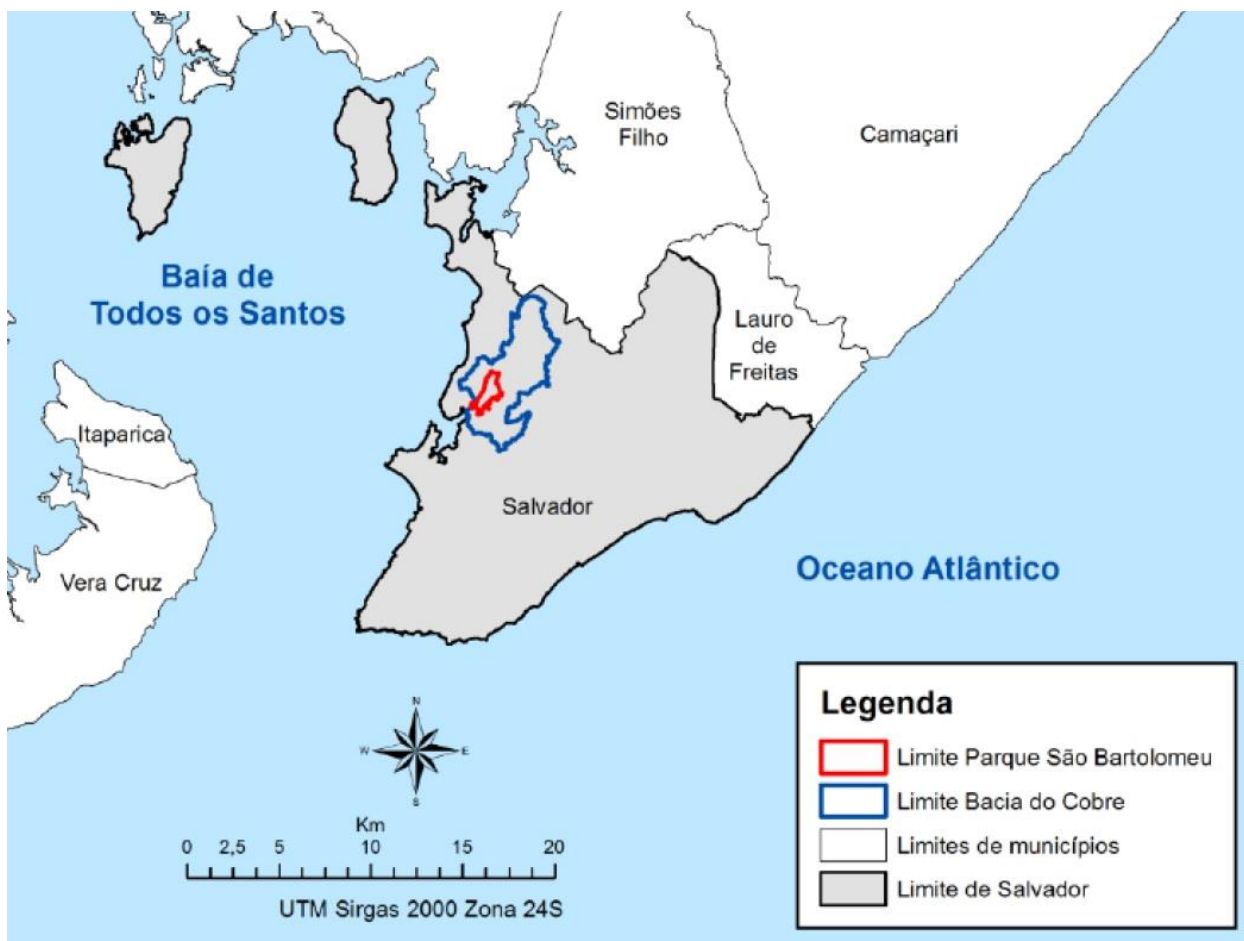 Simões
Filho
Camaçari
Baía de
Todos os Santos
Lauro
de
Freitas
Itaparica
Salvador
Vera Cruz
Oceano Atlântico
N
W
E
S
Km
0 2,5 5 10 15 20
UTM Sirgas 2000 Zona 24S
Legenda
Limite Parque São Bartolomeu
Limite Bacia do Cobre
Limites de municípios
Limite de Salvador